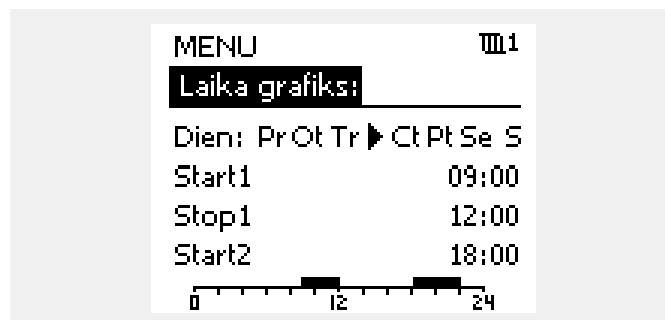 MENU 1
Laika grafiks:
Dien: Pr Ot Tr ▶ Ct Pt Se S
Start1 09:00
Stop1 12:00
Start2 18:00
0 12 24